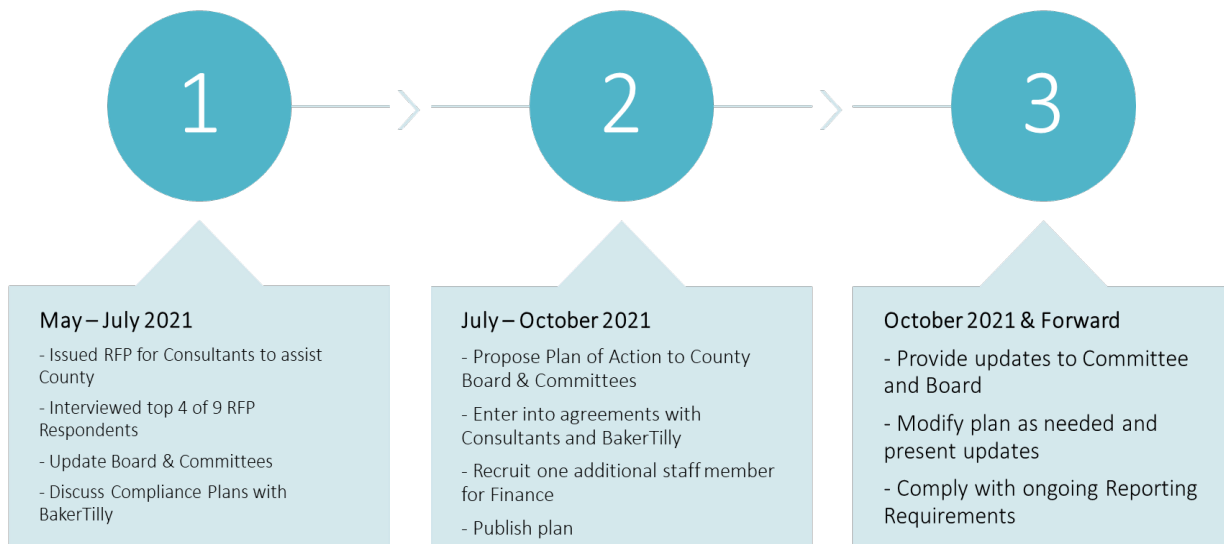 1
2
3
May – July 2021
- Issued RFP for Consultants to assist
County
- Interviewed top 4 of 9 RFP
Respondents
- Update Board & Committees
- Discuss Compliance Plans with
BakerTilly
July – October 2021
- Propose Plan of Action to County
Board & Committees
- Enter into agreements with
Consultants and BakerTilly
- Recruit one additional staff member
for Finance
- Publish plan
October 2021 & Forward
- Provide updates to Committee
and Board
- Modify plan as needed and
present updates
- Comply with ongoing Reporting
Requirements